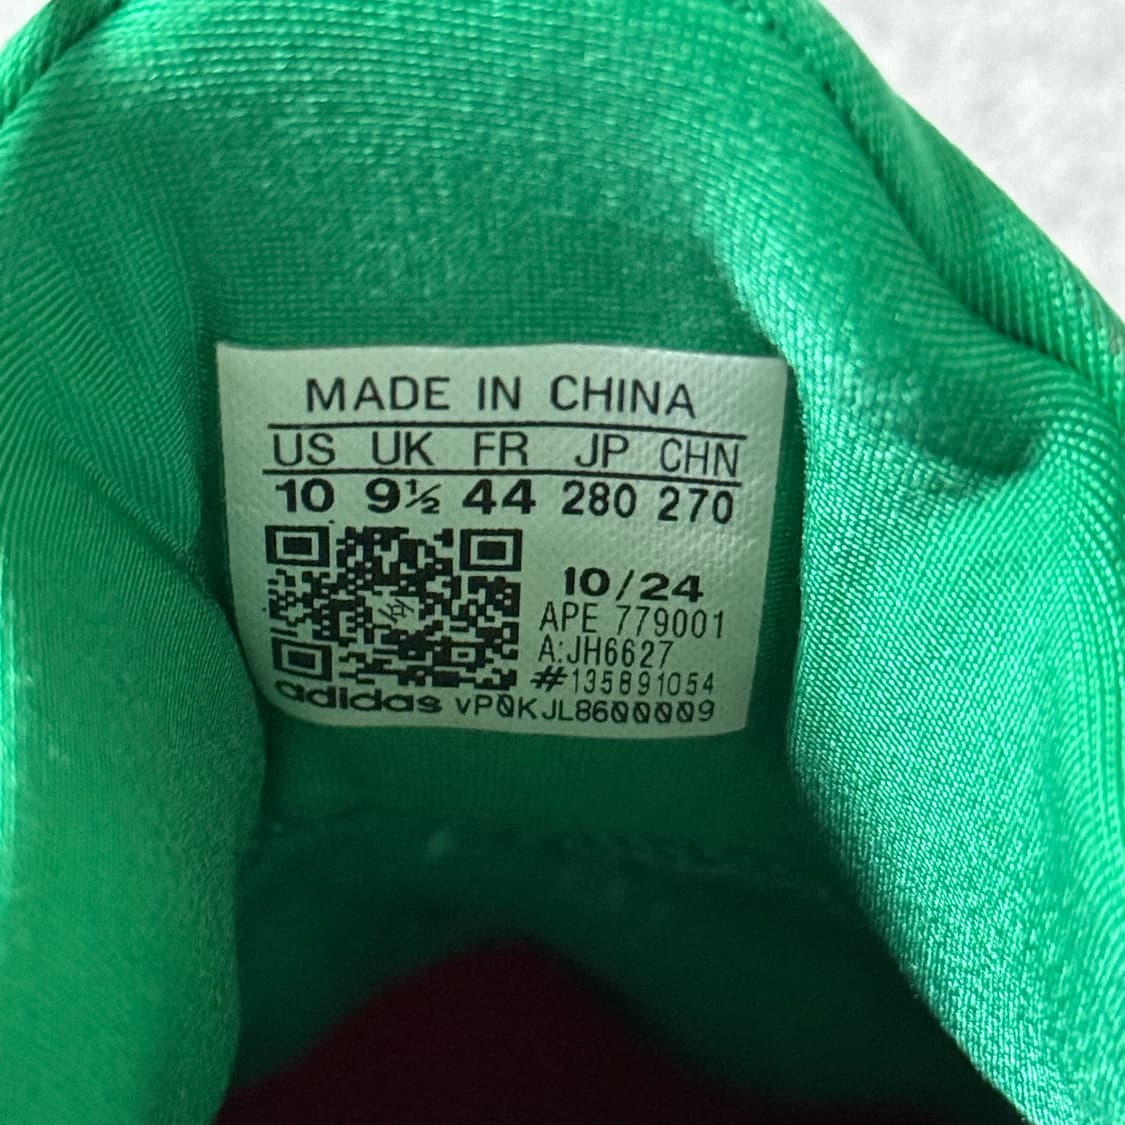 MADE IN CHINA
US UK FR JP CHN
10 9½ 44 280 270
10/24
APE 779001
A:JH6627
#135891054
adidas vP0KJL8600009